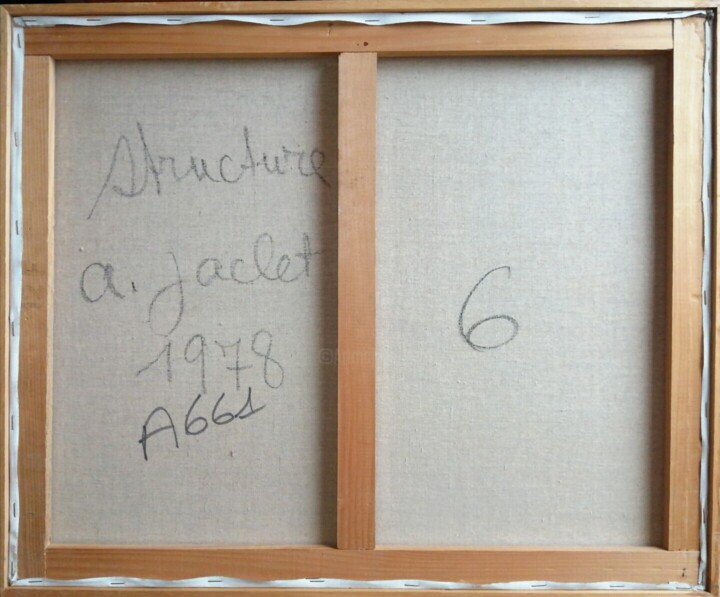 Structure
a. Jaclet
1978
A661
6